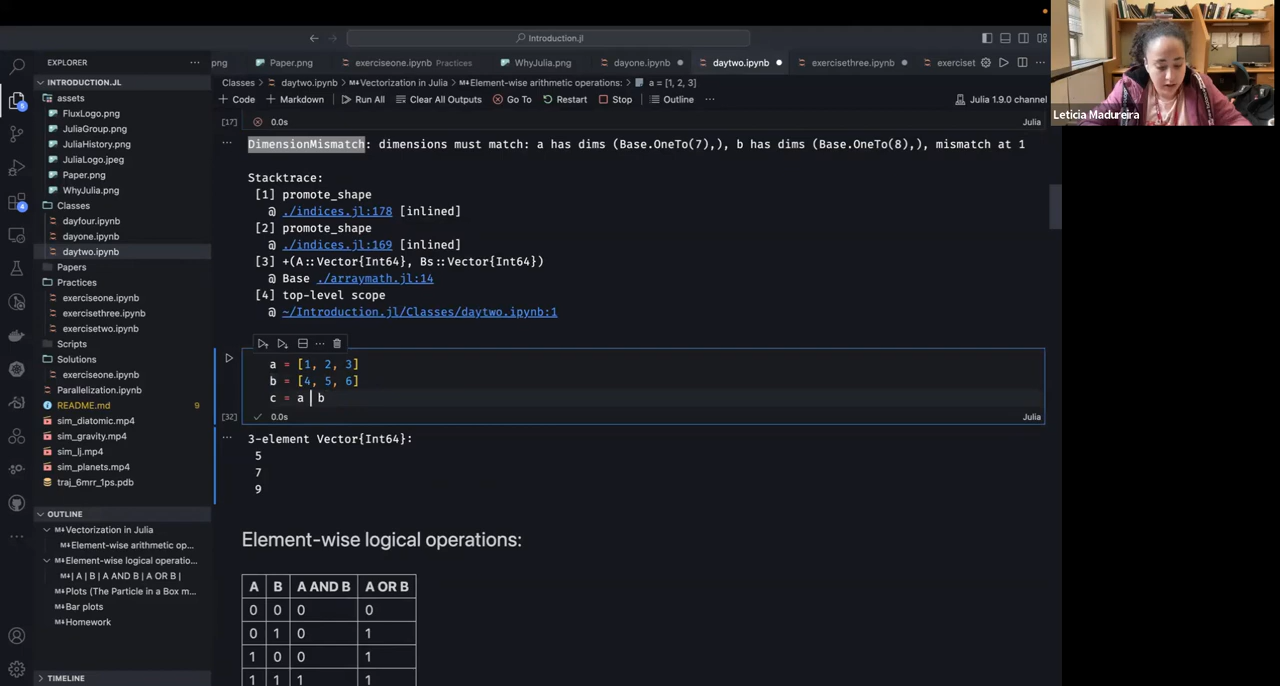 Introduction.jl
EXPLORER
INTRODUCTION.JL
assets
FluxLogo.png
JuliaGroup.png
JuliaHistory.png
JuliaLogo.jpeg
Paper.png
WhyJulia.png
Classes
dayfour.ipynb
dayone.ipynb
daytwo.ipynb
Papers
Practices
exerciseone.ipynb
exercisethree.ipynb
exercisetwo.ipynb
Scripts
Solutions
exerciseone.ipynb
Parallelization.ipynb
README.md 9
sim_diatomic.mp4
sim_gravity.mp4
sim_lj.mp4
sim_planets.mp4
traj_6mrr_1ps.pdb
OUTLINE
Vectorization in Julia
Element-wise arithmetic op...
Element-wise logical operatio...
| A | B | A AND B | A OR B |
Plots (The Particle in a Box m...
Bar plots
Homework
TIMELINE
5
4
png Paper.png exerciseone.ipynb Practices WhyJulia.png dayone.ipynb daytwo.ipynb exercisethree.ipynb exerciset
Classes > daytwo.ipynb > Vectorization in Julia > Element-wise arithmetic operations: > a = [1, 2, 3]
+ Code + Markdown Run All Clear All Outputs Go To Restart Stop Outline ... Julia 1.9.0 channel
[17] 0.0s Julia
DimensionMismatch: dimensions must match: a has dims (Base.OneTo(7),), b has dims (Base.OneTo(8),), mismatch at 1
Stacktrace:
[1] promote_shape
@ ./indices.jl:178 [inlined]
[2] promote_shape
@ ./indices.jl:169 [inlined]
[3] +(A::Vector{Int64}, Bs::Vector{Int64})
@ Base ./arraymath.jl:14
[4] top-level scope
@ ~/Introduction.jl/Classes/daytwo.ipynb:1
a = [1, 2, 3]
b = [4, 5, 6]
c = a b
[32] 0.0s Julia
3-element Vector{Int64}:
5
7
9
Element-wise logical operations:
A B A AND B A OR B
0 0 0 0
0 1 0 1
1 0 0 1
1 1 1 1
Leticia Madureira